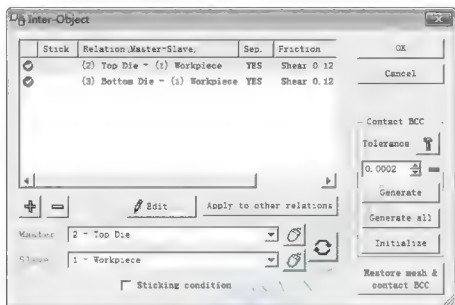 Inter-Object
Stick Relation(Master-Slave) Sep. Friction
(2) Top Die - (1) Workpiece YES Shear 0.12
(3) Bottom Die - (1) Workpiece YES Shear 0.12
OK
Cancel
Contact BCC
Tolerance
0.0002
Generate
Generate all
Initialize
Restore mesh &
contact BCC
Edit
Apply to other relations
Master 2 - Top Die
Slave 1 - Workpiece
Sticking condition